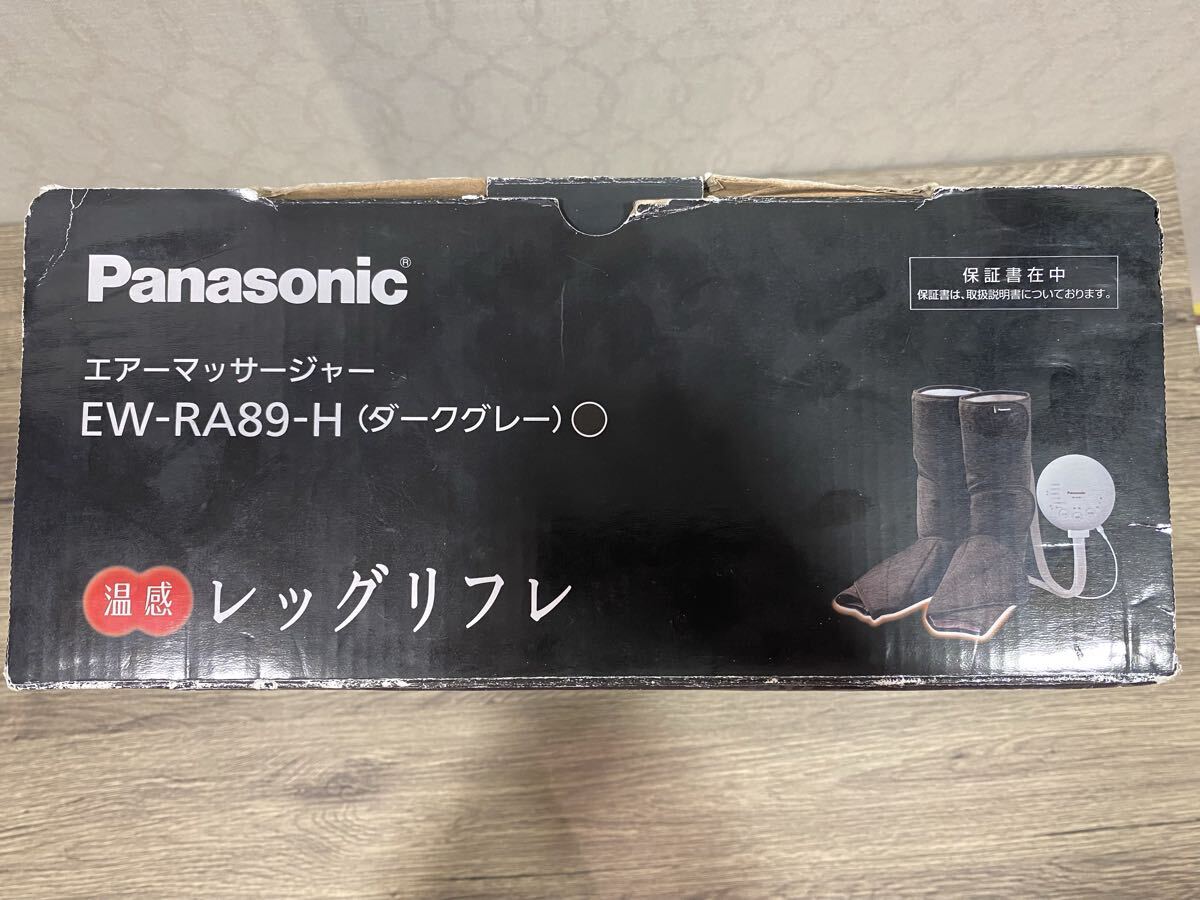 Panasonic®
エアーマッサージャー
EW-RA89-H（ダークグレー）
温感 レッグリフレ
保証書在中
保証書は、取扱説明書についております。
Panasonic